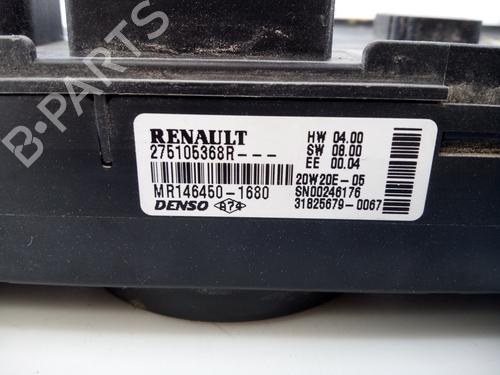 RENAULT
275105368R---
MR146450-1680
DENSO
HW 04.00
SW 08.00
EE 00.04
20W20E-05
SN00246176
31825679-0067
B-PARTS